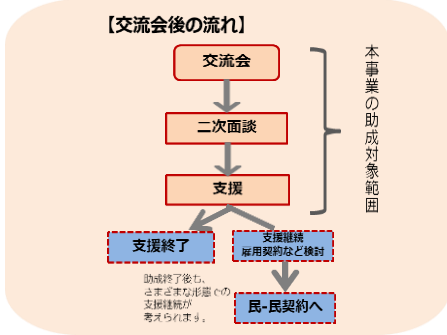 【交流会後の流れ】
交流会
二次面談
支援
本事業の助成対象範囲
支援終了
支援継続
雇用契約など検討
助成終了後も、
さまざまな形態での
支援継続が
考えられます。
民-民契約へ